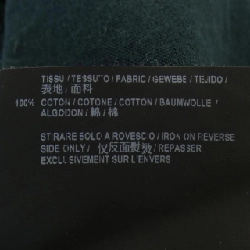 TISSU / TESSUTO / FABRIC / GEWEBE / TEJIDO /
表地 / 面料
100% COTON / COTONE / COTTON / BAUMWOLLE /
ALGODON / 綿 / 棉
STIRARE SOLO A ROVESCIO / IRON ON REVERSE
SIDE ONLY / 仅反面熨烫 / REPASSER
EXCLUSIVEMENT SUR L'ENVERS